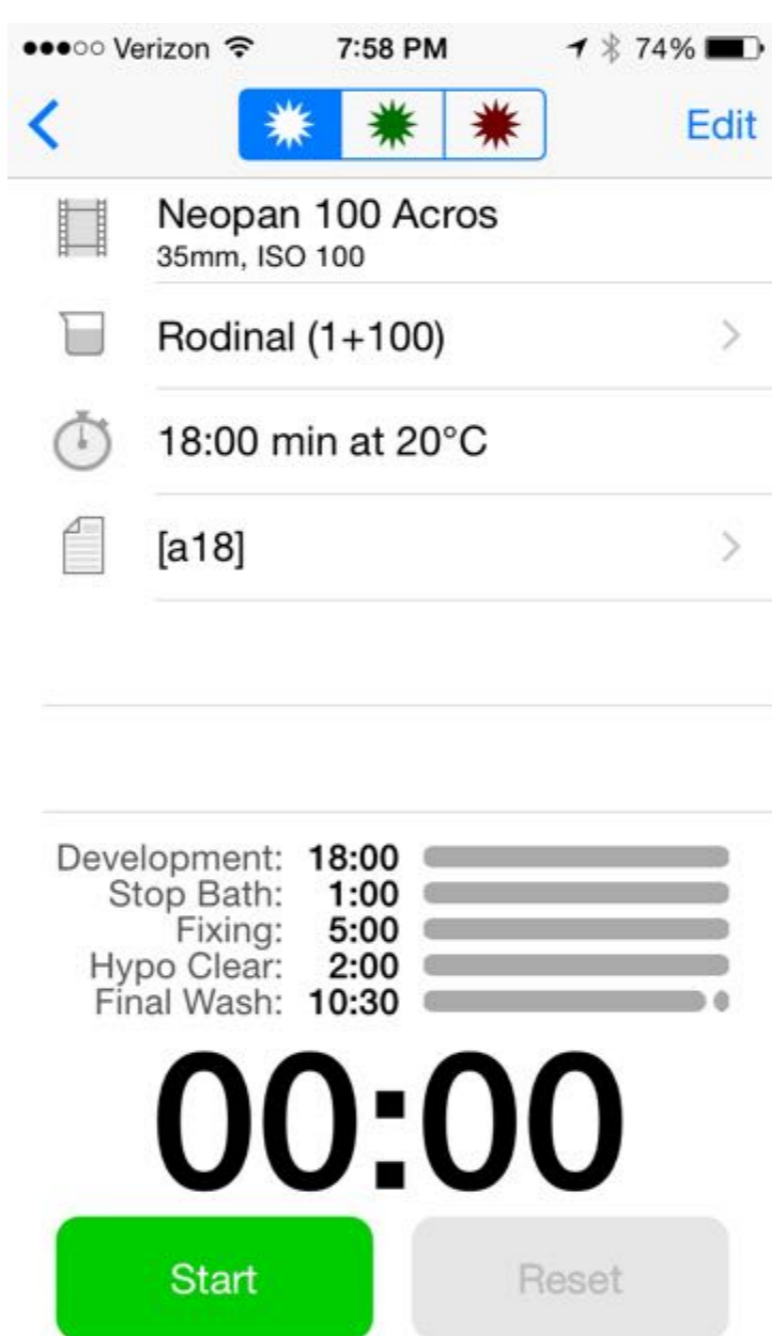 Verizon 7:58 PM 74%
Edit
Neopan 100 Acros
35mm, ISO 100
Rodinal (1+100)
18:00 min at 20°C
[a18]
Development: 18:00
Stop Bath: 1:00
Fixing: 5:00
Hypo Clear: 2:00
Final Wash: 10:30
00:00
Start Reset